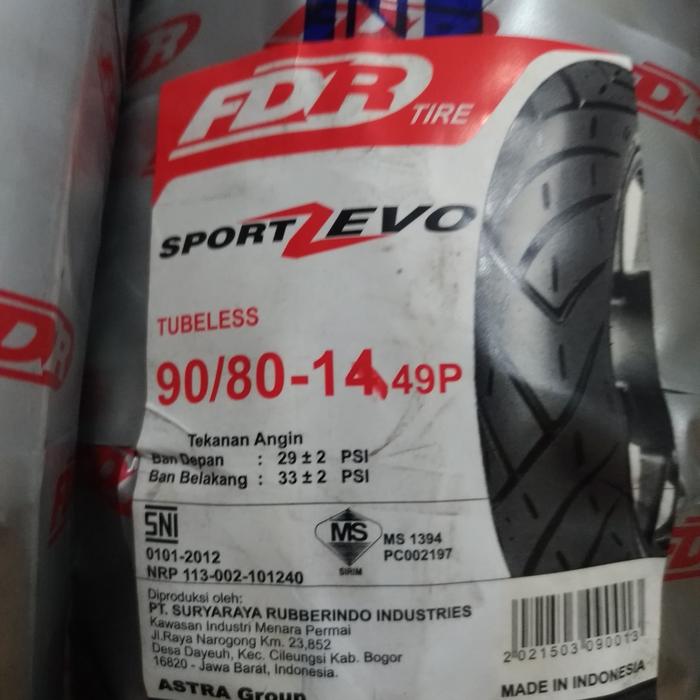 FDR TIRE
SPORT ZEVO
TUBELESS
90/80-14 49P
Tekanan Angin
Ban Depan : 29 ± 2 PSI
Ban Belakang : 33 ± 2 PSI
SNI
0101-2012
NRP 113-002-101240
MS
SIRIM
MS 1394
PC002197
Diproduksi oleh:
PT. SURYARAYA RUBBERINDO INDUSTRIES
Kawasan Industri Menara Permai
Jl.Raya Narogong Km. 23,852
Desa Dayeuh, Kec. Cileungsi Kab. Bogor
16820 - Jawa Barat, Indonesia.
ASTRA Group
2 021503 090013
MADE IN INDONESIA